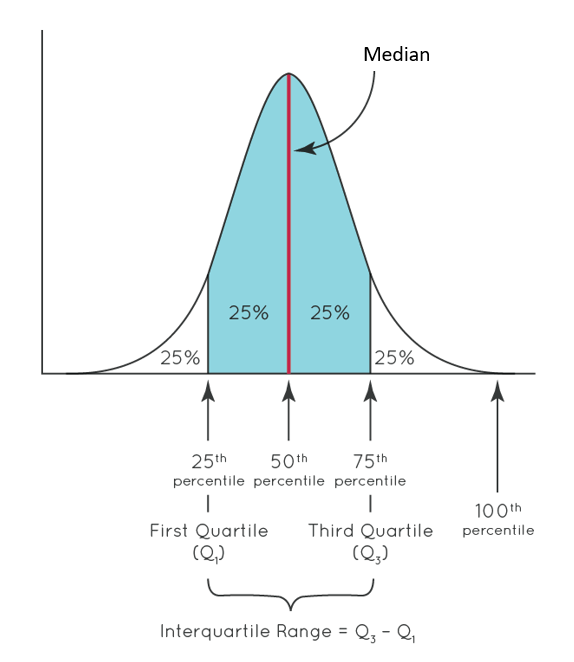 Median
25%
25%
25%
25%
25th
percentile
50th
percentile
75th
percentile
100th
percentile
First Quartile
(Q1)
Third Quartile
(Q3)
Interquartile Range = Q3 – Q1